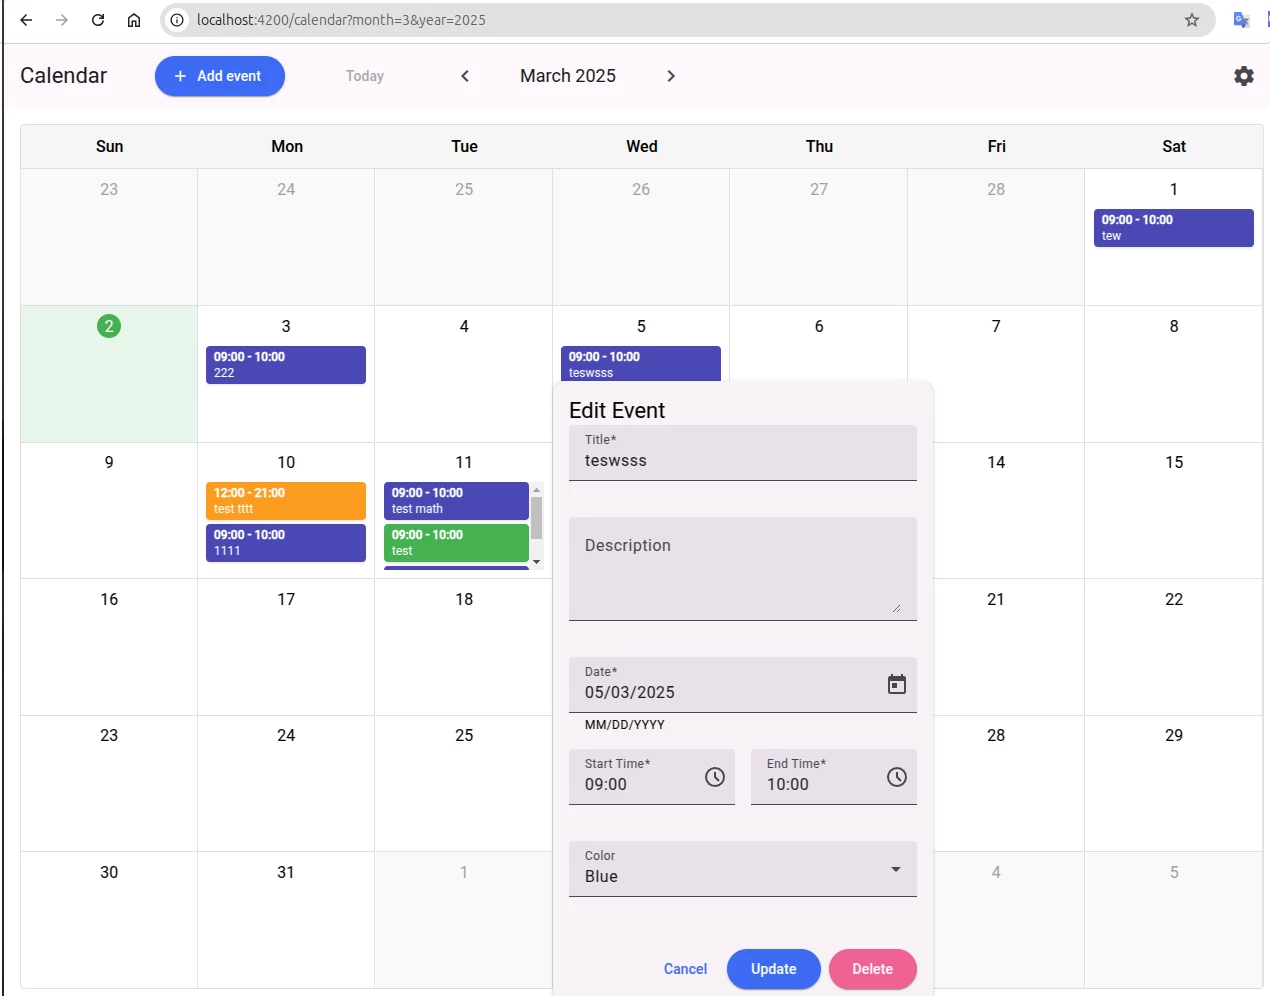 localhost:4200/calendar?month=3&year=2025
Calendar
+ Add event
Today
March 2025
Sun Mon Tue Wed Thu Fri Sat
23 24 25 26 27 28 1
09:00 - 10:00
tew
2 3 4 5 6 7 8
09:00 - 10:00
222
09:00 - 10:00
teswsss
9 10 11 14 15
12:00 - 21:00
test tttt
09:00 - 10:00
1111
09:00 - 10:00
test math
09:00 - 10:00
test
16 17 18 21 22
23 24 25 28 29
30 31 1 4 5
Edit Event
Title*
teswsss
Description
Date*
05/03/2025
MM/DD/YYYY
Start Time*
09:00
End Time*
10:00
Color
Blue
Cancel
Update
Delete